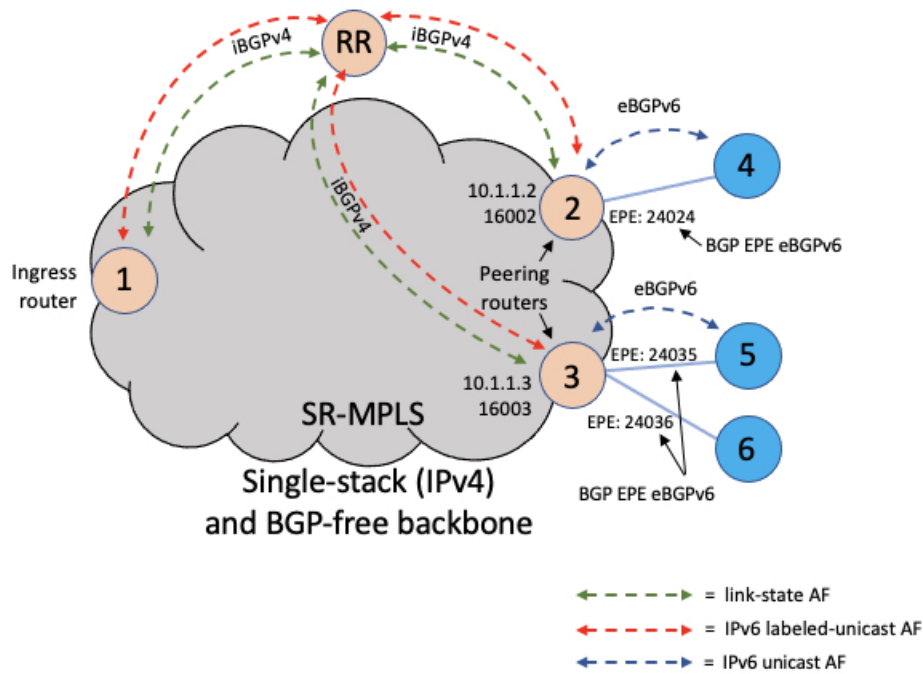 iBGPv4
RR
iBGPv4
eBGPv6
4
10.1.1.2
16002
2
EPE: 24024
BGP EPE eBGPv6
iBGPv4
Ingress
router
1
Peering
routers
eBGPv6
5
EPE: 24035
3
10.1.1.3
16003
EPE: 24036
6
SR-MPLS
BGP EPE eBGPv6
Single-stack (IPv4)
and BGP-free backbone
= link-state AF
= IPv6 labeled-unicast AF
= IPv6 unicast AF